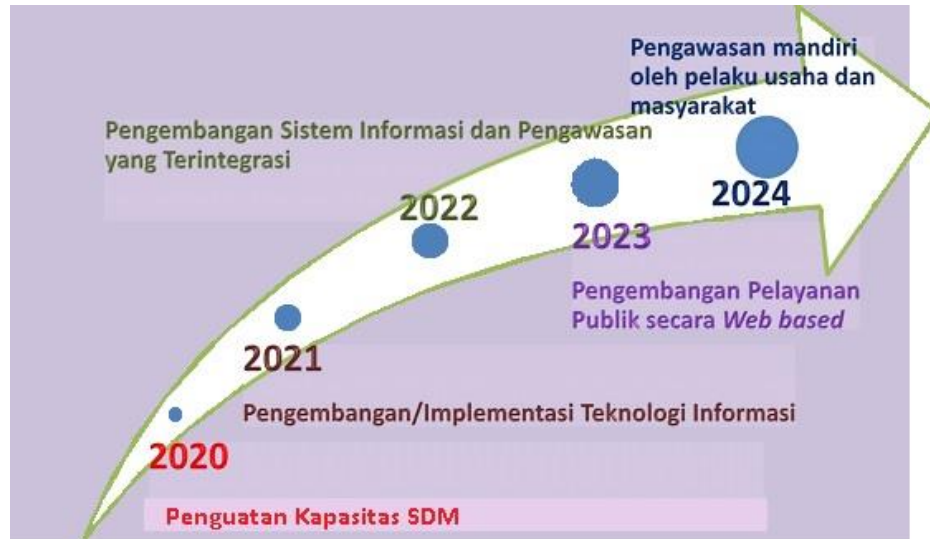 Pengawasan mandiri
oleh pelaku usaha dan
masyarakat
Pengembangan Sistem Informasi dan Pengawasan
yang Terintegrasi
2024
2022
2023
Pengembangan Pelayanan
Publik secara Web based
2021
Pengembangan/Implementasi Teknologi Informasi
2020
Penguatan Kapasitas SDM